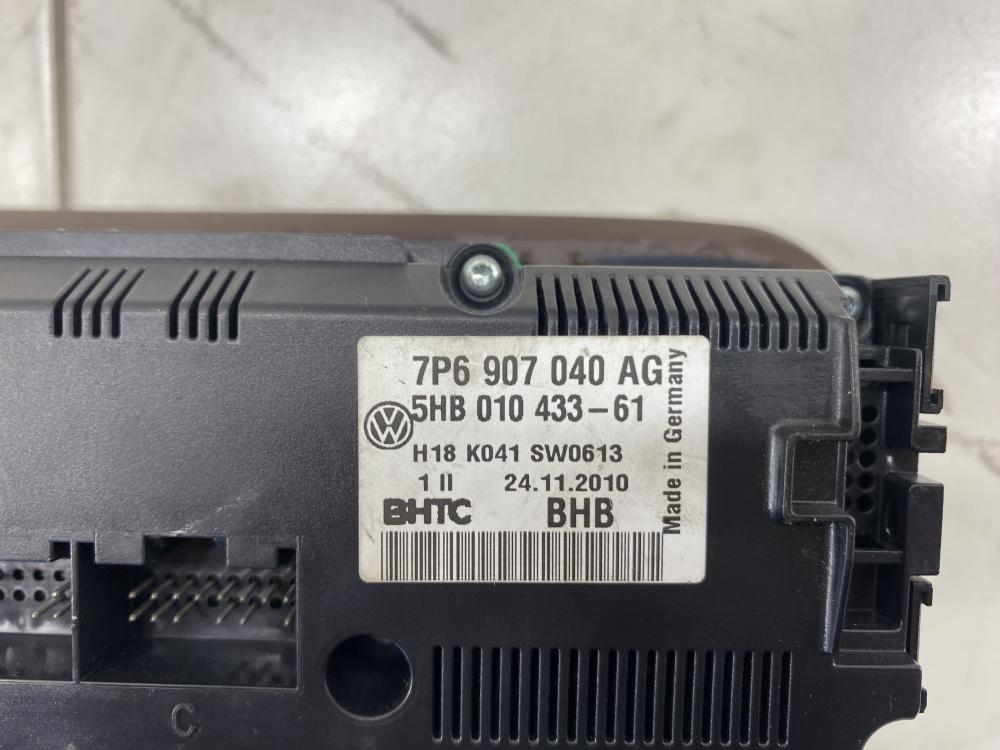 7P6 907 040 AG
5HB 010 433-61
H18 K041 SW0613
1 II 24.11.2010
BHTC BHB
Made in Germany
C